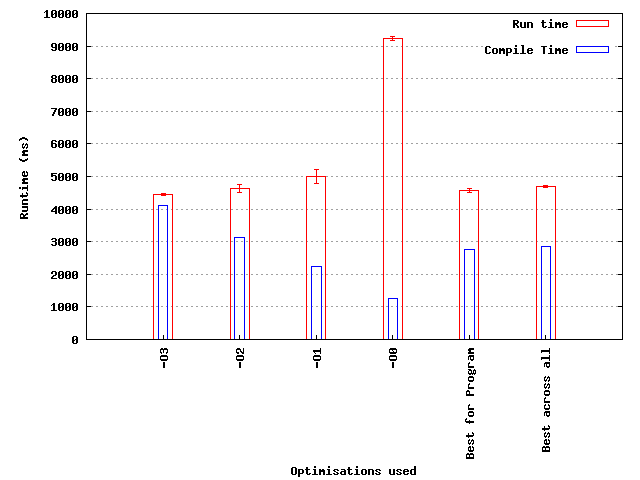 Run time
Compile Time
Runtime (ms)
10000
9000
8000
7000
6000
5000
4000
3000
2000
1000
0
-O3
-O2
-O1
-O0
Best for Program
Best across all
Optimisations used